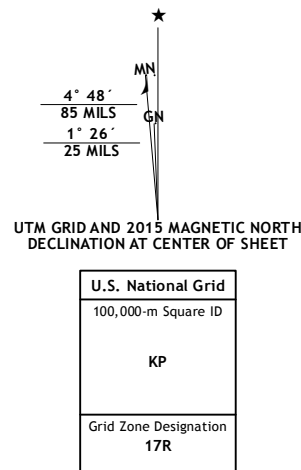 ★
MN
4° 48´
85 MILS
GN
1° 26´
25 MILS
UTM GRID AND 2015 MAGNETIC NORTH
DECLINATION AT CENTER OF SHEET
U.S. National Grid
100,000-m Square ID
KP
Grid Zone Designation
17R